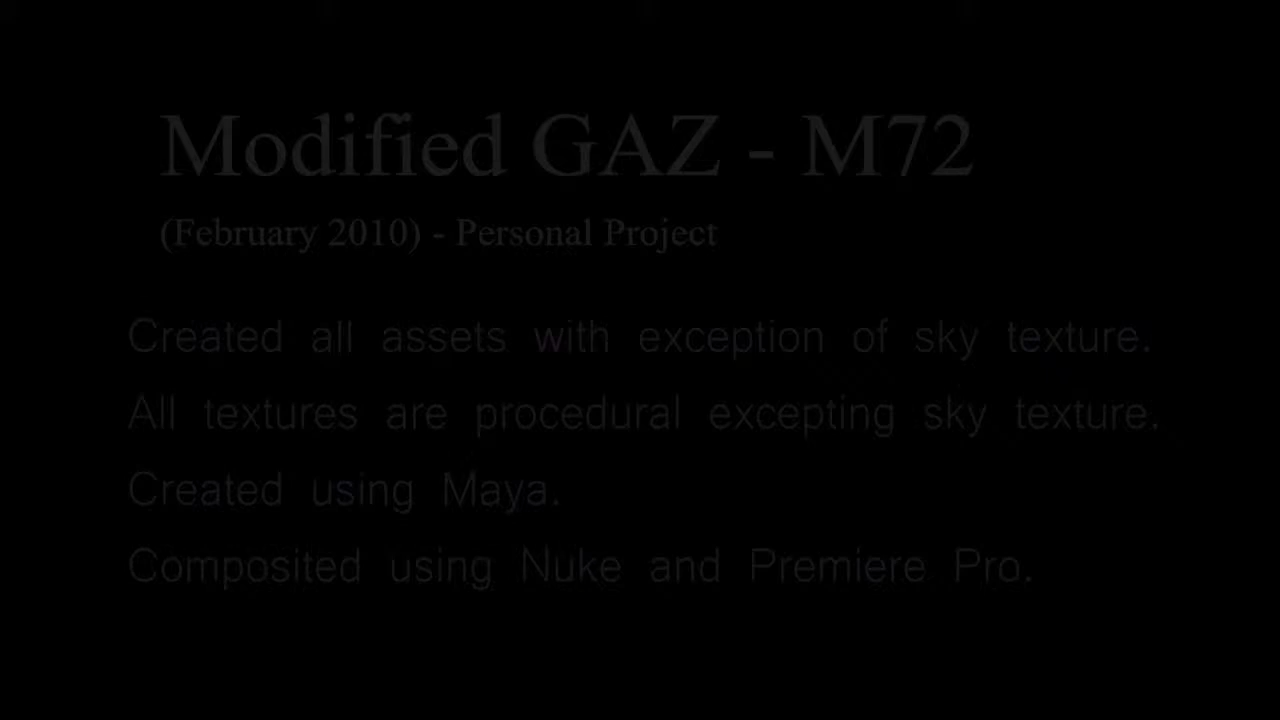 Modified GAZ - M72
(February 2010) - Personal Project
Created all assets with exception of sky texture.
All textures are procedural excepting sky texture.
Created using Maya.
Composited using Nuke and Premiere Pro.